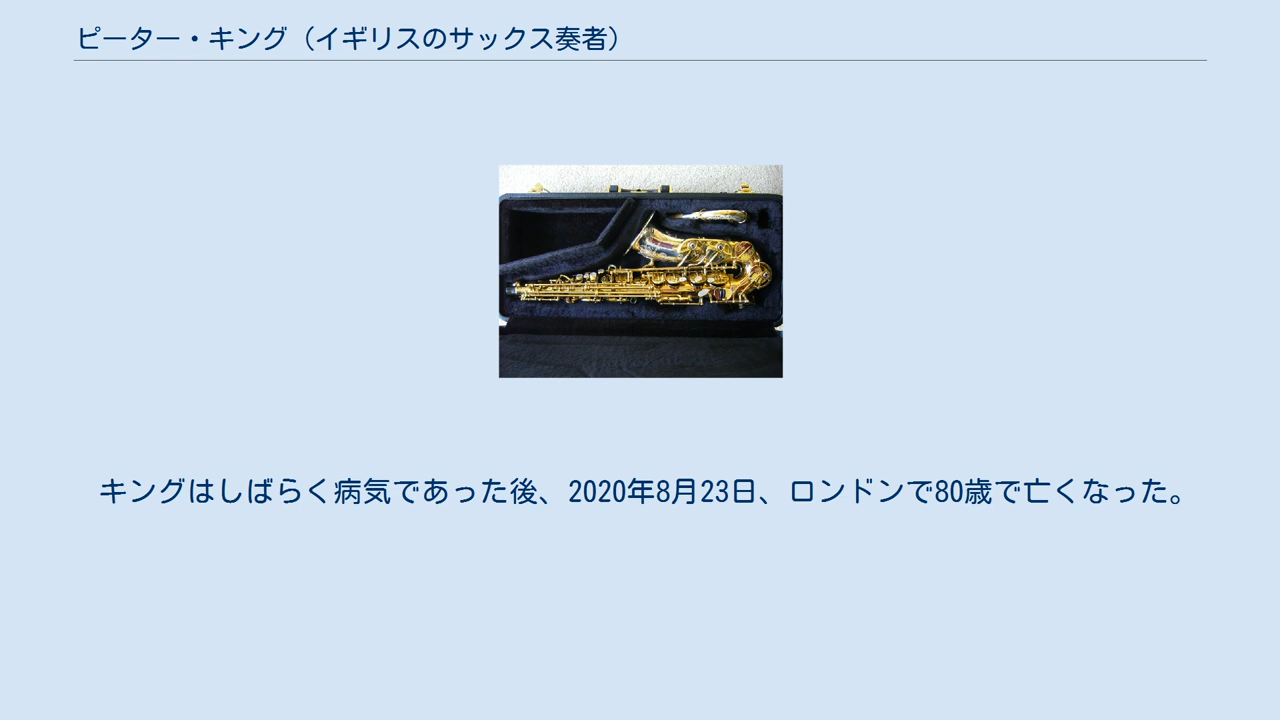 ピーター・キング（イギリスのサックス奏者）
キングはしばらく病気であった後、2020年8月23日、ロンドンで80歳で亡くなった。